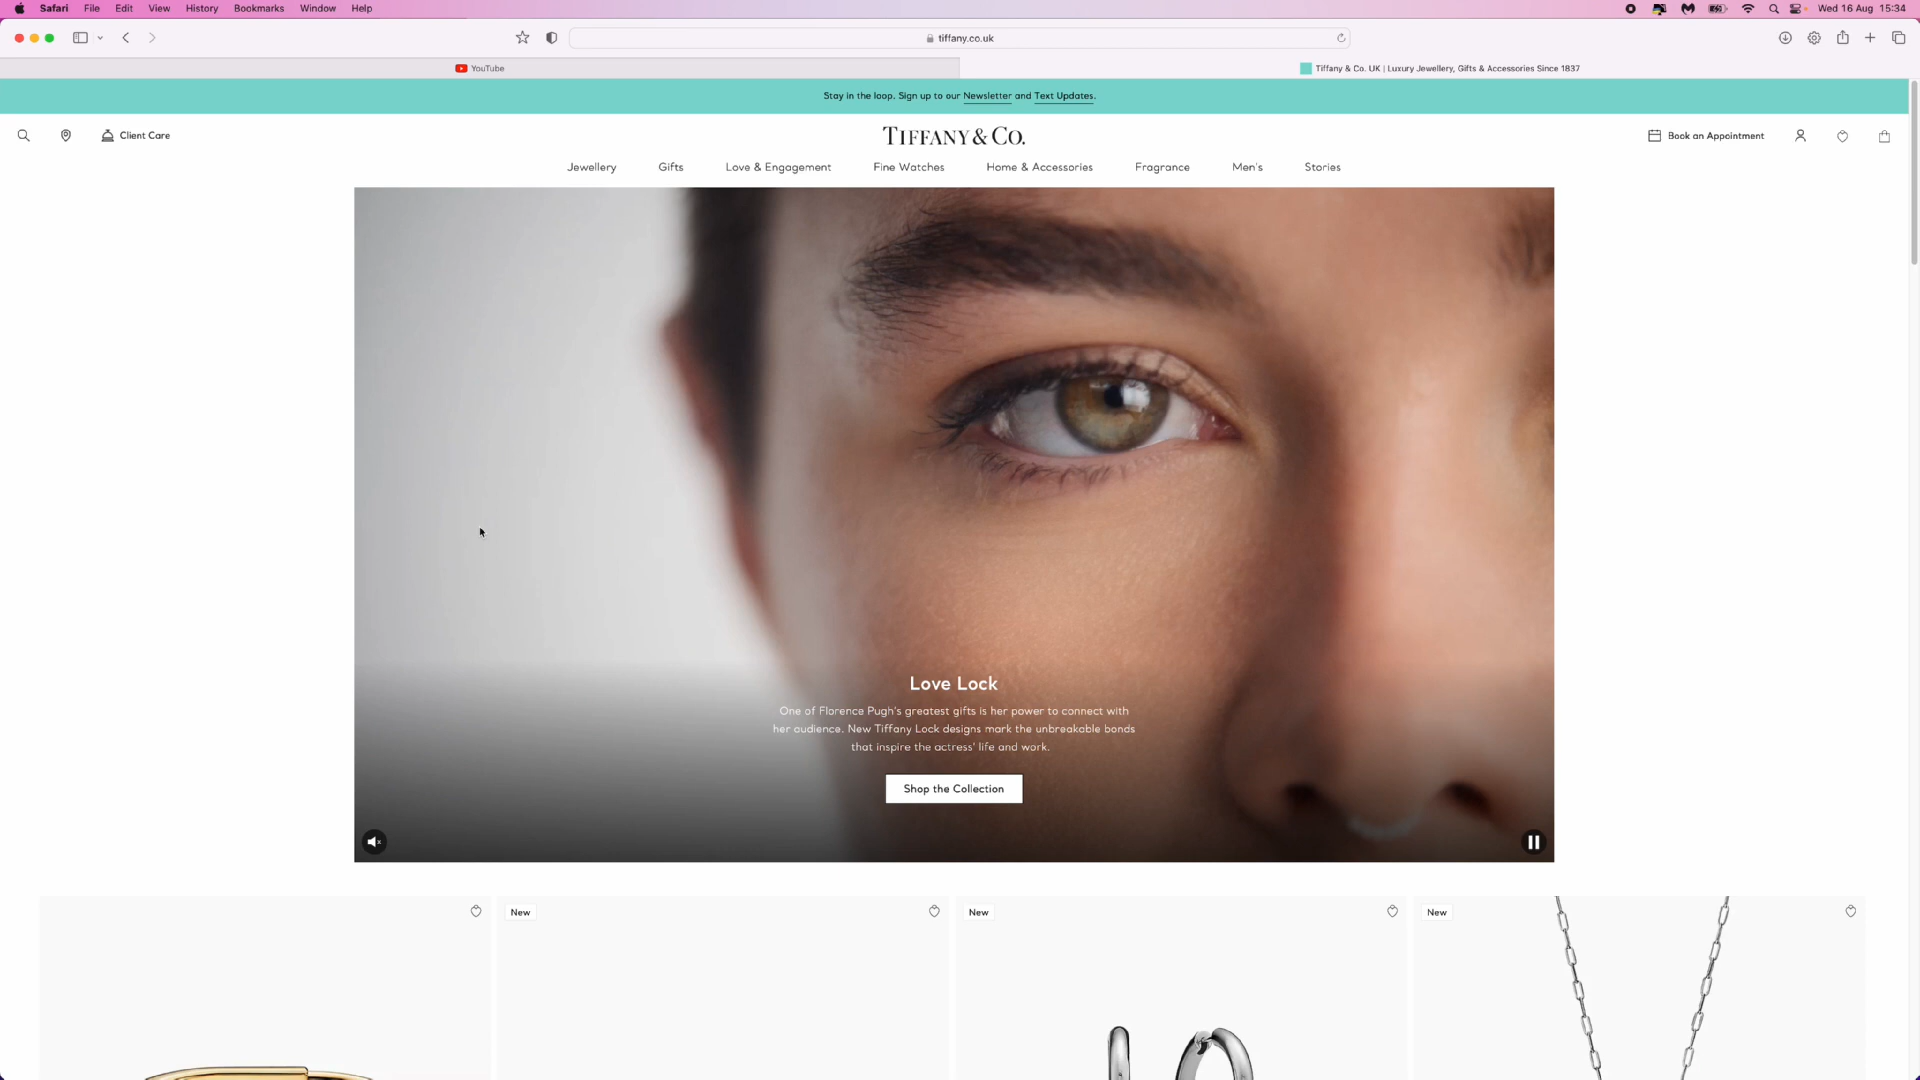 Safari File Edit View History Bookmarks Window Help Wed 16 Aug 15:34
tiffany.co.uk
YouTube Tiffany & Co. UK | Luxury Jewellery, Gifts & Accessories Since 1837
Stay in the loop. Sign up to our Newsletter and Text Updates.
Client Care TIFFANY & CO. Book an Appointment
Jewellery Gifts Love & Engagement Fine Watches Home & Accessories Fragrance Men's Stories
Love Lock
One of Florence Pugh's greatest gifts is her power to connect with
her audience. New Tiffany Lock designs mark the unbreakable bonds
that inspire the actress' life and work.
Shop the Collection
New New New